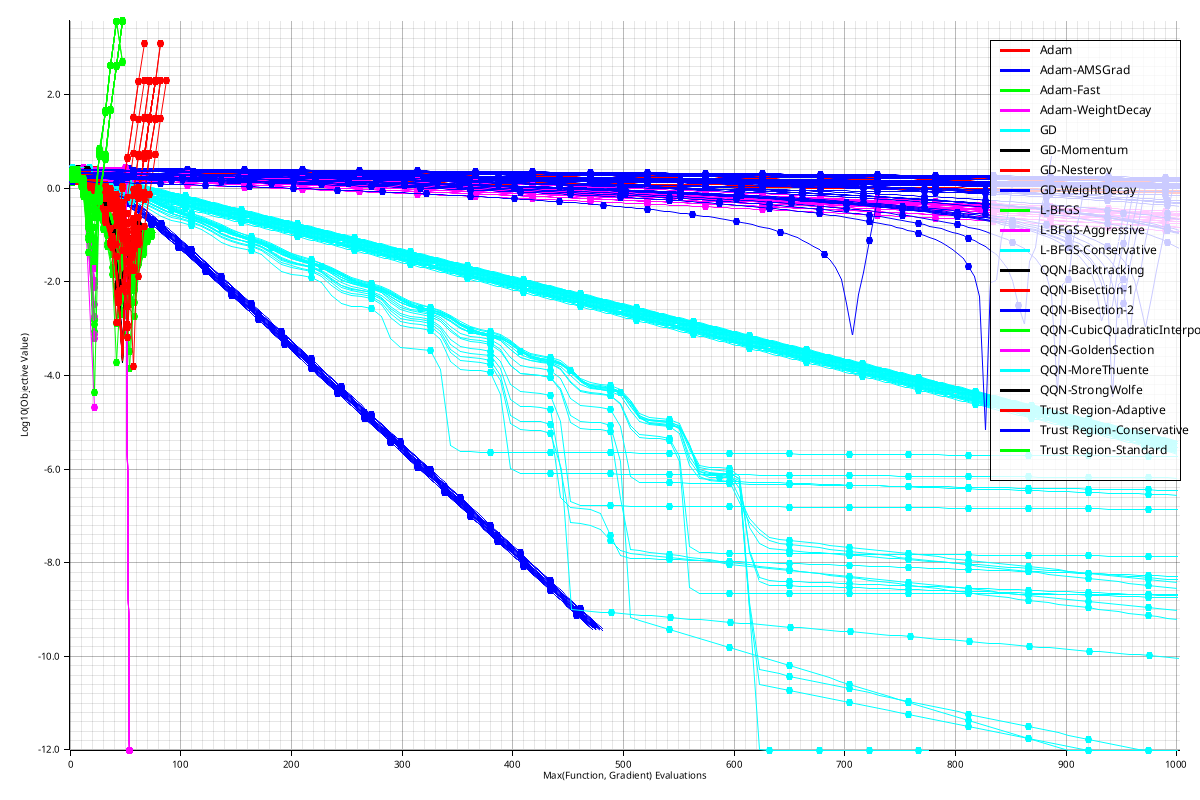 2.0
0.0
-2.0
-4.0
-6.0
-8.0
-10.0
-12.0
Log10(Objective Value)
0
100
200
300
400
500
600
700
800
900
1000
Max(Function, Gradient) Evaluations
Adam
Adam-AMSGrad
Adam-Fast
Adam-WeightDecay
GD
GD-Momentum
GD-Nesterov
GD-WeightDecay
L-BFGS
L-BFGS-Aggressive
L-BFGS-Conservative
QQN-Backtracking
QQN-Bisection-1
QQN-Bisection-2
QQN-CubicQuadraticInterpo
QQN-GoldenSection
QQN-MoreThuente
QQN-StrongWolfe
Trust Region-Adaptive
Trust Region-Conservative
Trust Region-Standard